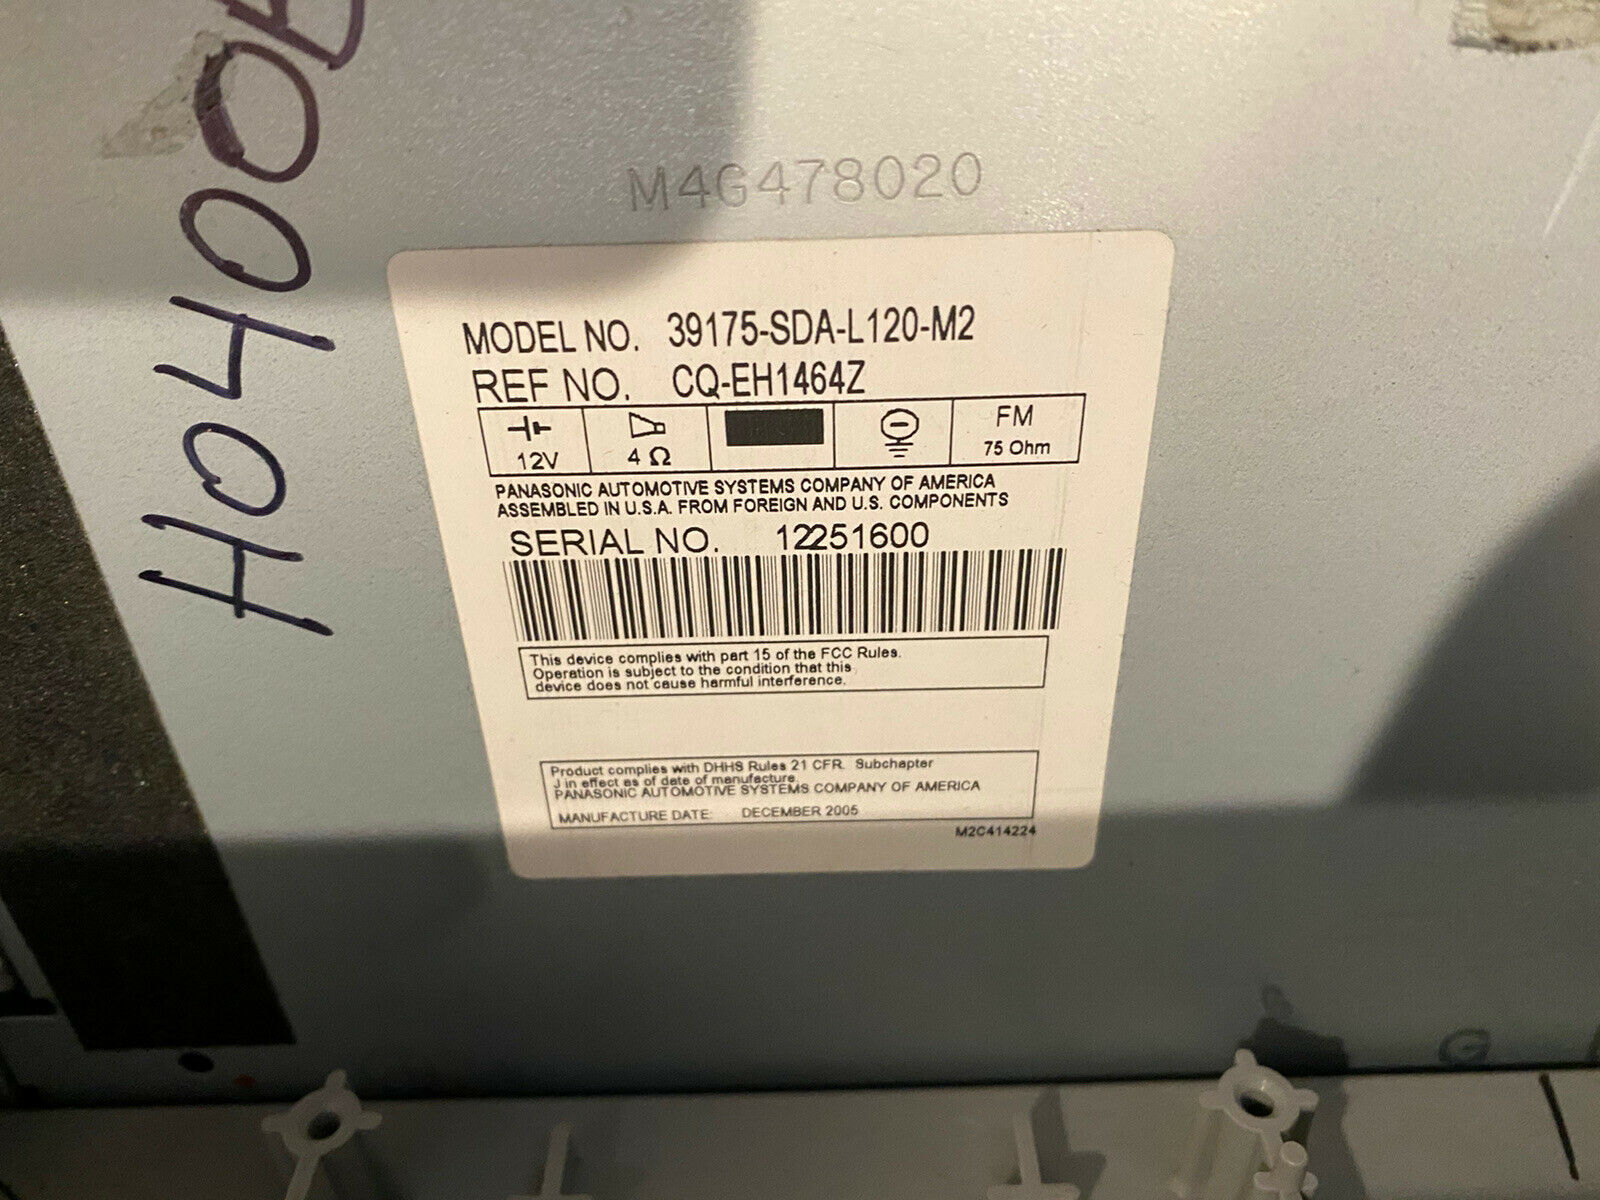 M4G478020
MODEL NO. 39175-SDA-L120-M2
REF NO. CQ-EH1464Z
12V
4 Ω
FM
75 Ohm
PANASONIC AUTOMOTIVE SYSTEMS COMPANY OF AMERICA
ASSEMBLED IN U.S.A. FROM FOREIGN AND U.S. COMPONENTS
SERIAL NO. 12251600
This device complies with part 15 of the FCC Rules.
Operation is subject to the condition that this
device does not cause harmful interference.
Product complies with DHHS Rules 21 CFR. Subchapter
J in effect as of date of manufacture.
PANASONIC AUTOMOTIVE SYSTEMS COMPANY OF AMERICA
MANUFACTURE DATE: DECEMBER 2005
M2C414224
G